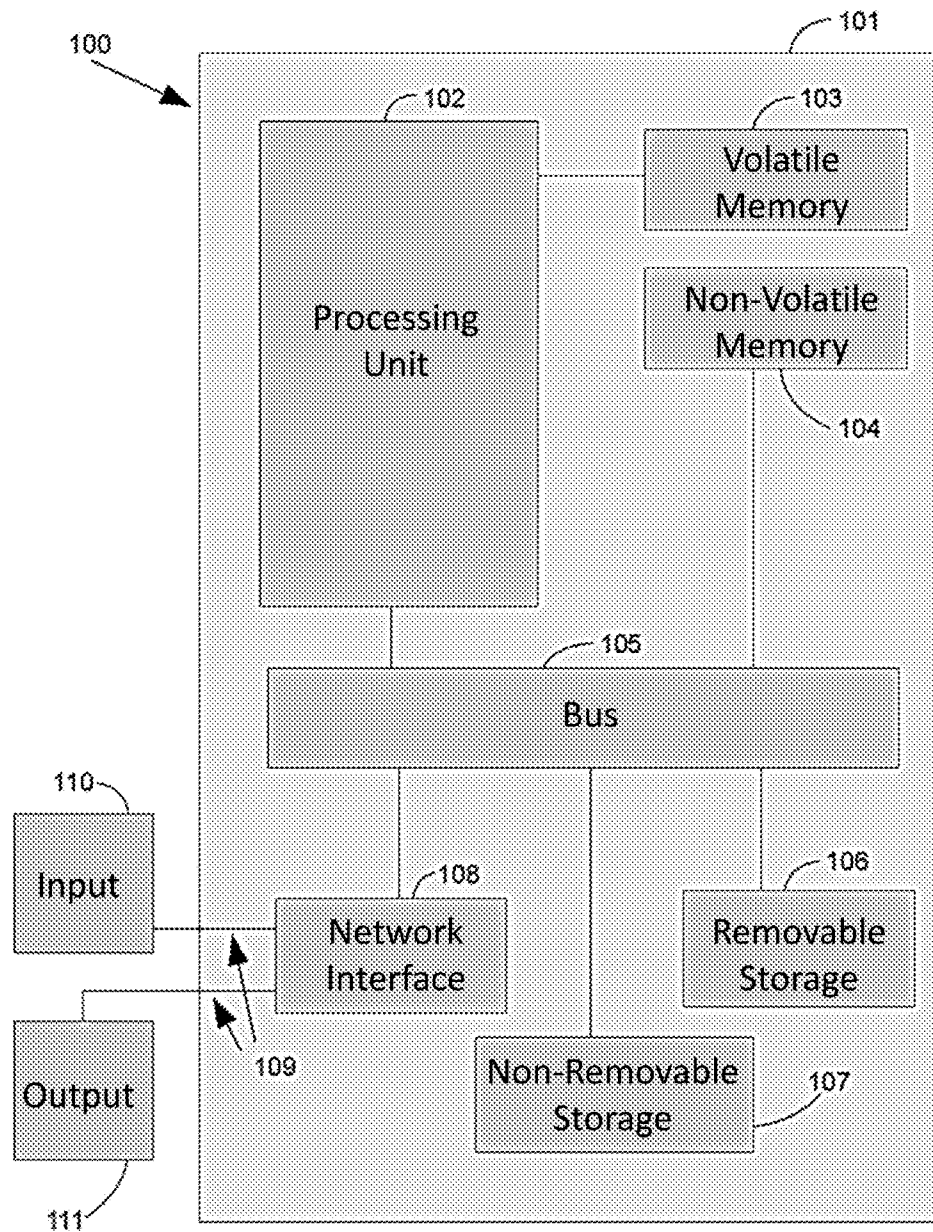 101
100
102
103
Volatile
Memory
Non-Volatile
Memory
Processing
Unit
104
105
Bus
110
Input
108
Network
Interface
106
Removable
Storage
109
Output
Non-Removable
Storage
107
111